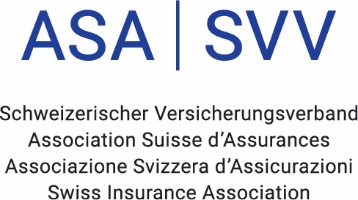 ASA | SVV
Schweizerischer Versicherungsverband
Association Suisse d'Assurances
Associazione Svizzera d'Assicurazioni
Swiss Insurance Association